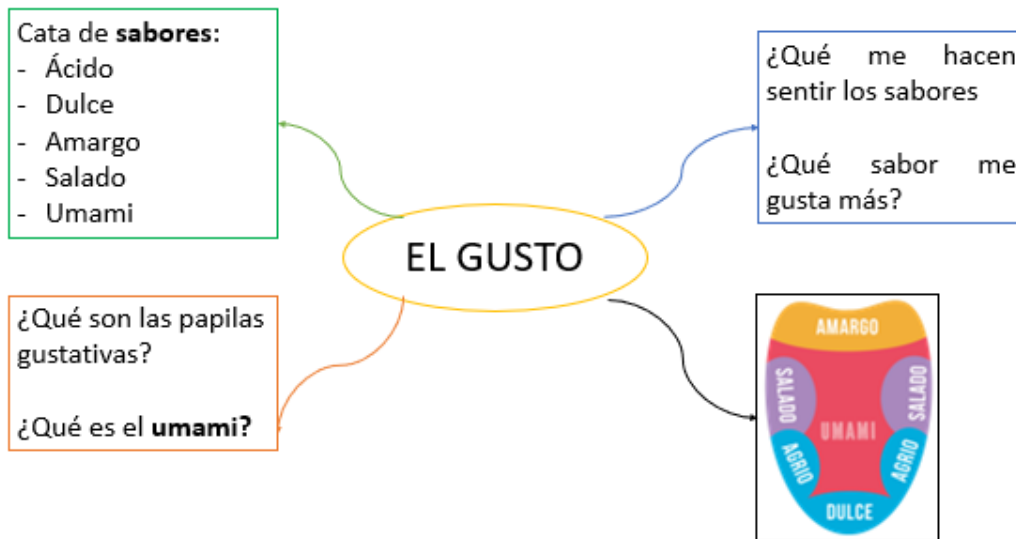 Cata de sabores:
- Ácido
- Dulce
- Amargo
- Salado
- Umami
¿Qué me hacen
sentir los sabores
¿Qué sabor me
gusta más?
EL GUSTO
¿Qué son las papilas
gustativas?
¿Qué es el umami?
AMARGO
SALADO
SALADO
UMAMI
AGRIO
AGRIO
DULCE